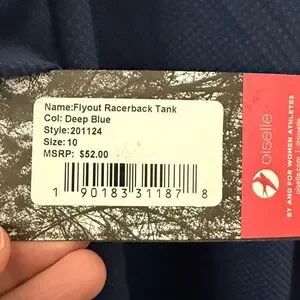 Name:Flyout Racerback Tank
Col: Deep Blue
Style:201124
Size:10
MSRP: $52.00
1 90183 31187 8
oiselle
BY AND FOR WOMEN ATHLETES